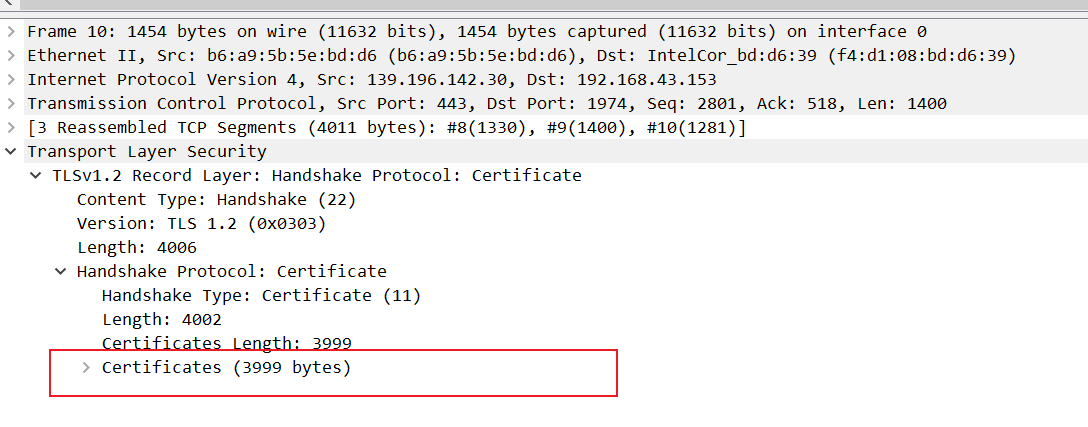 Frame 10: 1454 bytes on wire (11632 bits), 1454 bytes captured (11632 bits) on interface 0
Ethernet II, Src: b6:a9:5b:5e:bd:d6 (b6:a9:5b:5e:bd:d6), Dst: IntelCor_bd:d6:39 (f4:d1:08:bd:d6:39)
Internet Protocol Version 4, Src: 139.196.142.30, Dst: 192.168.43.153
Transmission Control Protocol, Src Port: 443, Dst Port: 1974, Seq: 2801, Ack: 518, Len: 1400
[3 Reassembled TCP Segments (4011 bytes): #8(1330), #9(1400), #10(1281)]
Transport Layer Security
TLSv1.2 Record Layer: Handshake Protocol: Certificate
Content Type: Handshake (22)
Version: TLS 1.2 (0x0303)
Length: 4006
Handshake Protocol: Certificate
Handshake Type: Certificate (11)
Length: 4002
Certificates Length: 3999
Certificates (3999 bytes)